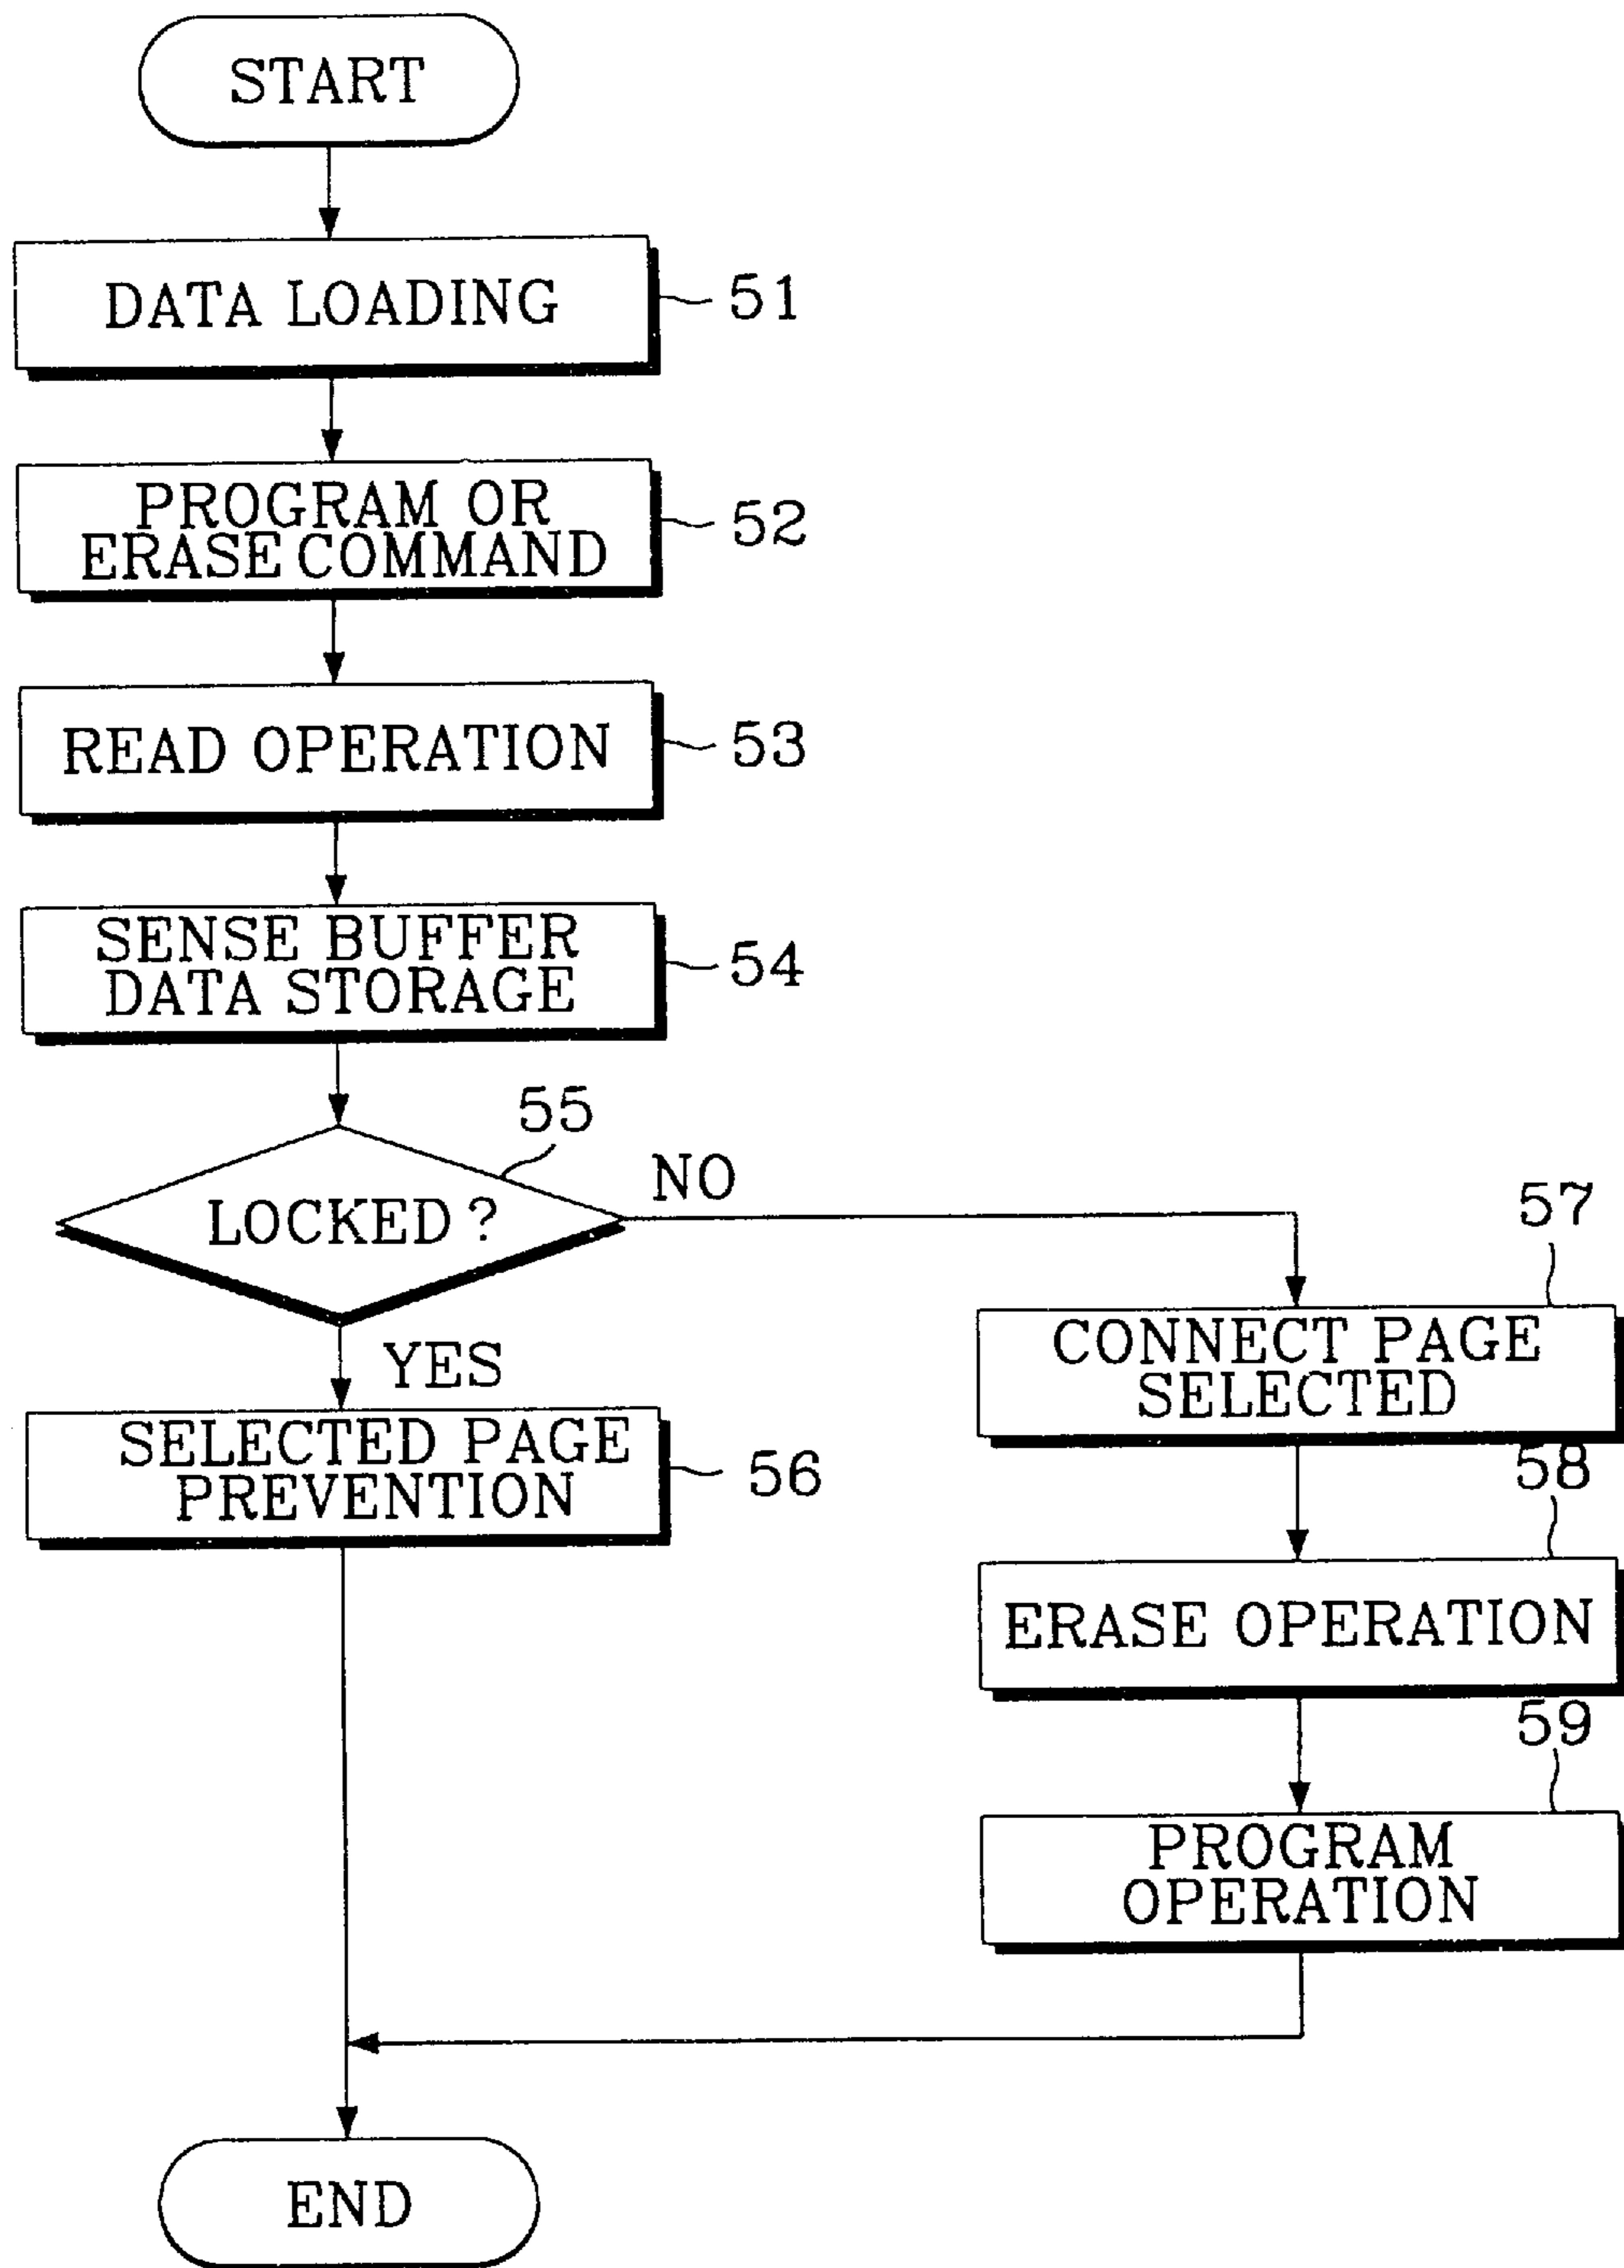 START
DATA LOADING
51
PROGRAM OR
ERASE COMMAND
52
READ OPERATION
53
SENSE BUFFER
DATA STORAGE
54
55
LOCKED?
NO
YES
SELECTED PAGE
PREVENTION
56
57
CONNECT PAGE
SELECTED
58
ERASE OPERATION
59
PROGRAM
OPERATION
END